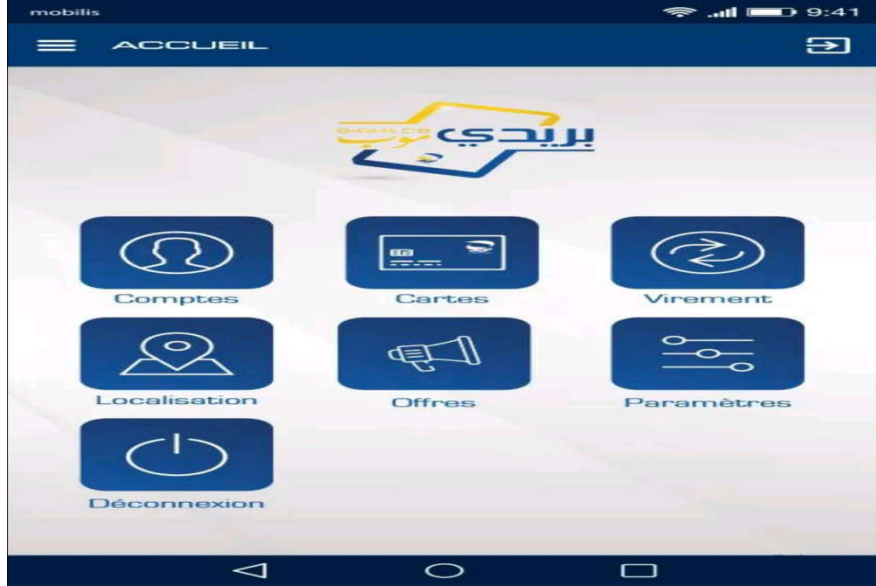 mobilis 9:41
ACCUEIL
بريدي موب
Comptes Cartes Virement
Localisation Offres Paramètres
Déconnexion